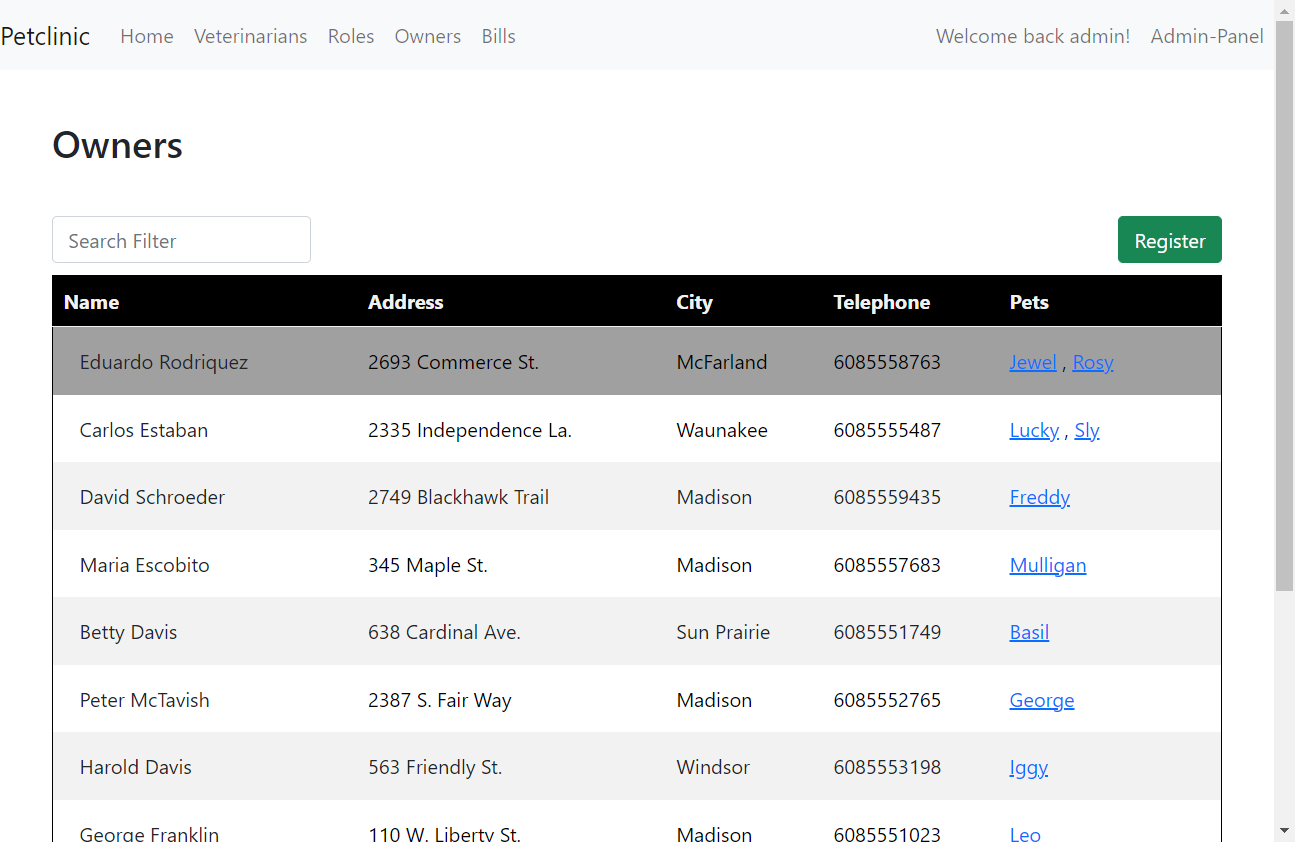 Petclinic Home Veterinarians Roles Owners Bills Welcome back admin! Admin-Panel
Owners
Search Filter Register
Name Address City Telephone Pets
Eduardo Rodriquez 2693 Commerce St. McFarland 6085558763 Jewel , Rosy
Carlos Estaban 2335 Independence La. Waunakee 6085555487 Lucky , Sly
David Schroeder 2749 Blackhawk Trail Madison 6085559435 Freddy
Maria Escobito 345 Maple St. Madison 6085557683 Mulligan
Betty Davis 638 Cardinal Ave. Sun Prairie 6085551749 Basil
Peter McTavish 2387 S. Fair Way Madison 6085552765 George
Harold Davis 563 Friendly St. Windsor 6085553198 Iggy
George Franklin 110 W. Liberty St. Madison 6085551023 Leo